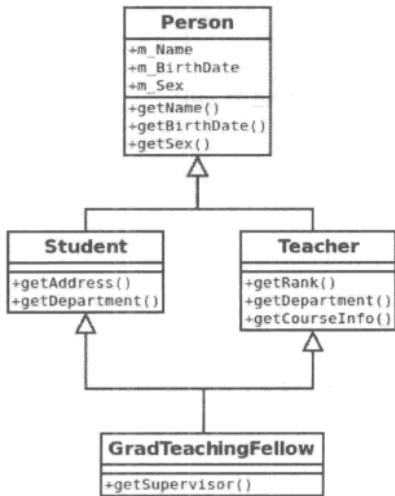 Person
+m_Name
+m_BirthDate
+m_Sex
+getName()
+getBirthDate()
+getSex()
Student
+getAddress()
+getDepartment()
Teacher
+getRank()
+getDepartment()
+getCourseInfo()
GradTeachingFellow
+getSupervisor()